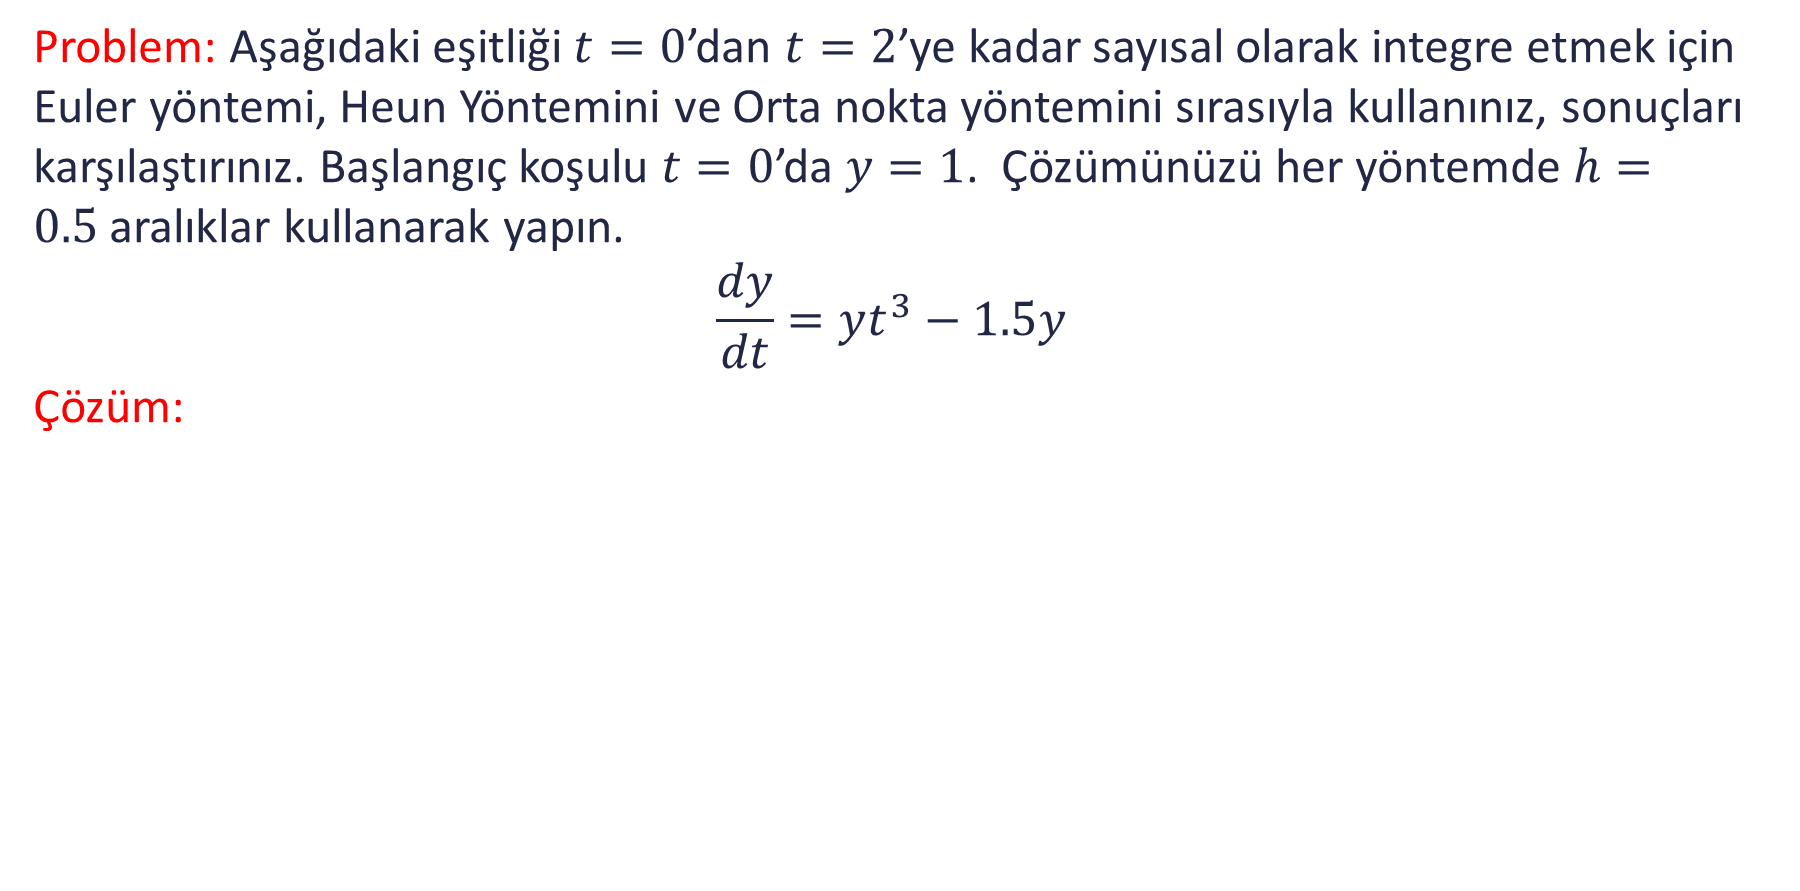 Problem: Aşağıdaki eşitliği t = 0’dan t = 2’ye kadar sayısal olarak integre etmek için
Euler yöntemi, Heun Yöntemini ve Orta nokta yöntemini sırasıyla kullanınız, sonuçları
karşılaştırınız. Başlangıç koşulu t = 0’da y = 1. Çözümünüzü her yöntemde h =
0.5 aralıklar kullanarak yapın.
dy/dt = yt³ − 1.5y
Çözüm: